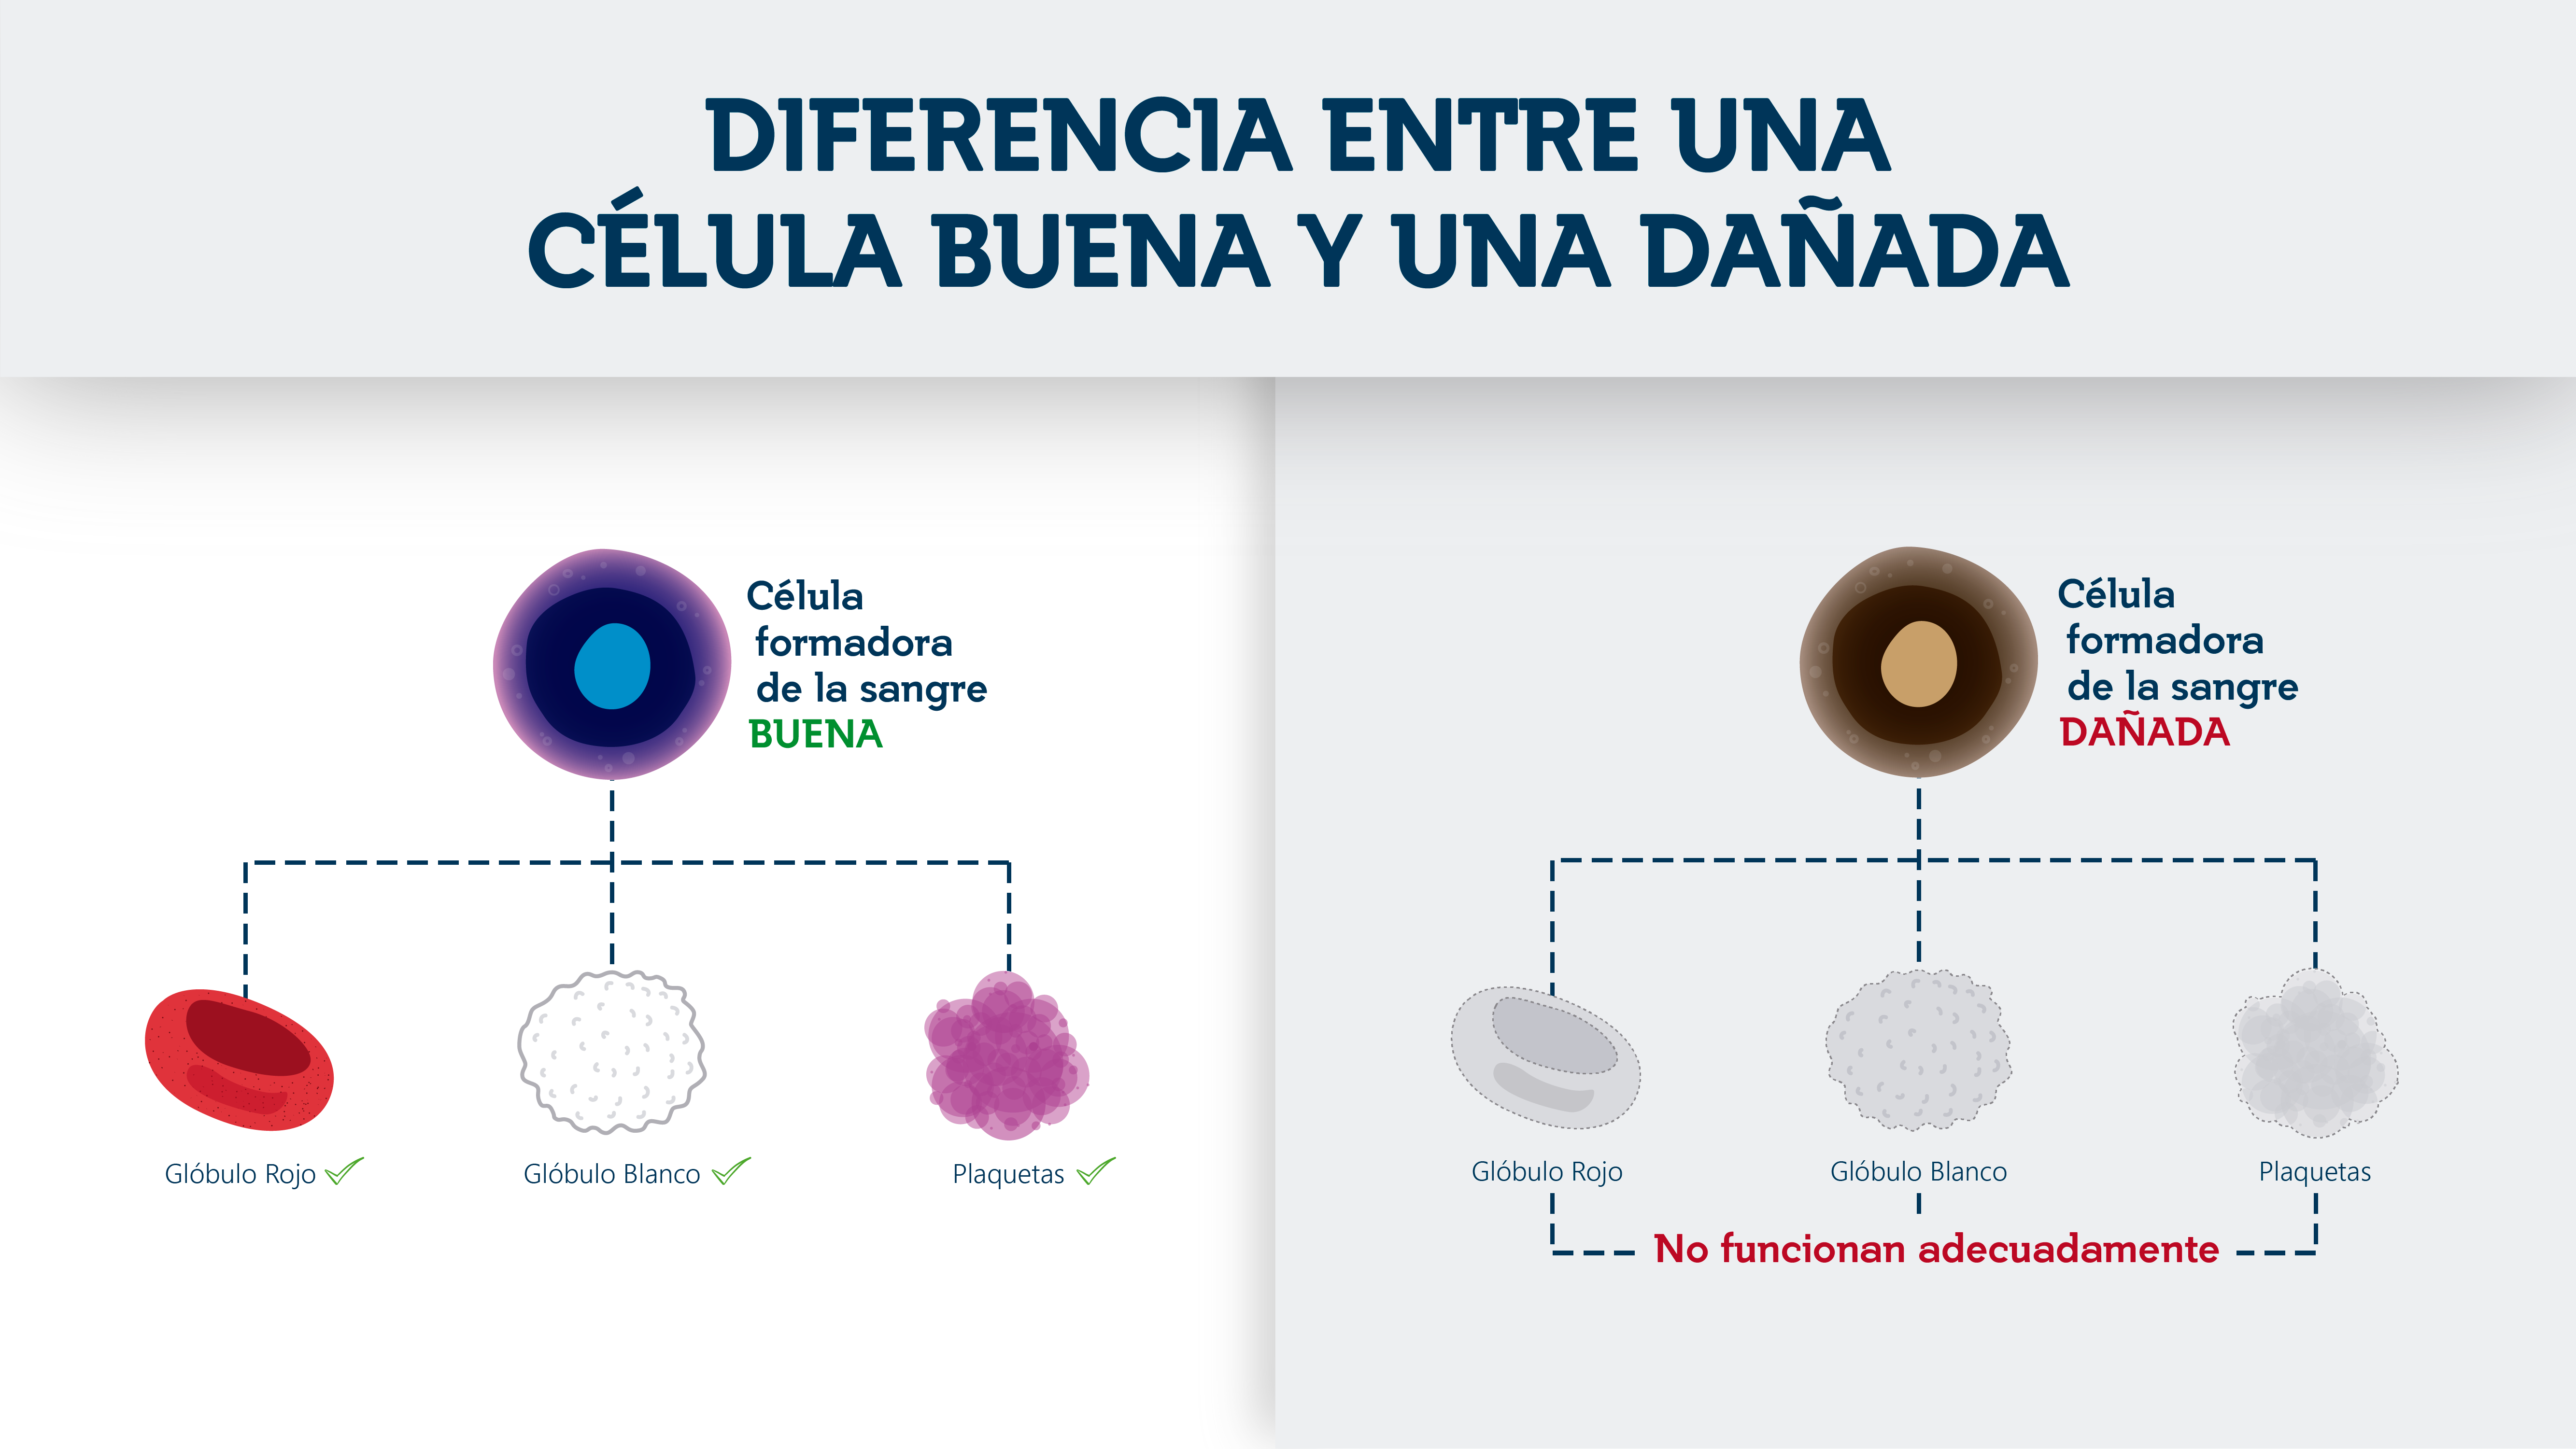 DIFERENCIA ENTRE UNA
CÉLULA BUENA Y UNA DAÑADA
Célula
formadora
de la sangre
BUENA
Glóbulo Rojo
Glóbulo Blanco
Plaquetas
Célula
formadora
de la sangre
DAÑADA
Glóbulo Rojo
Glóbulo Blanco
Plaquetas
No funcionan adecuadamente